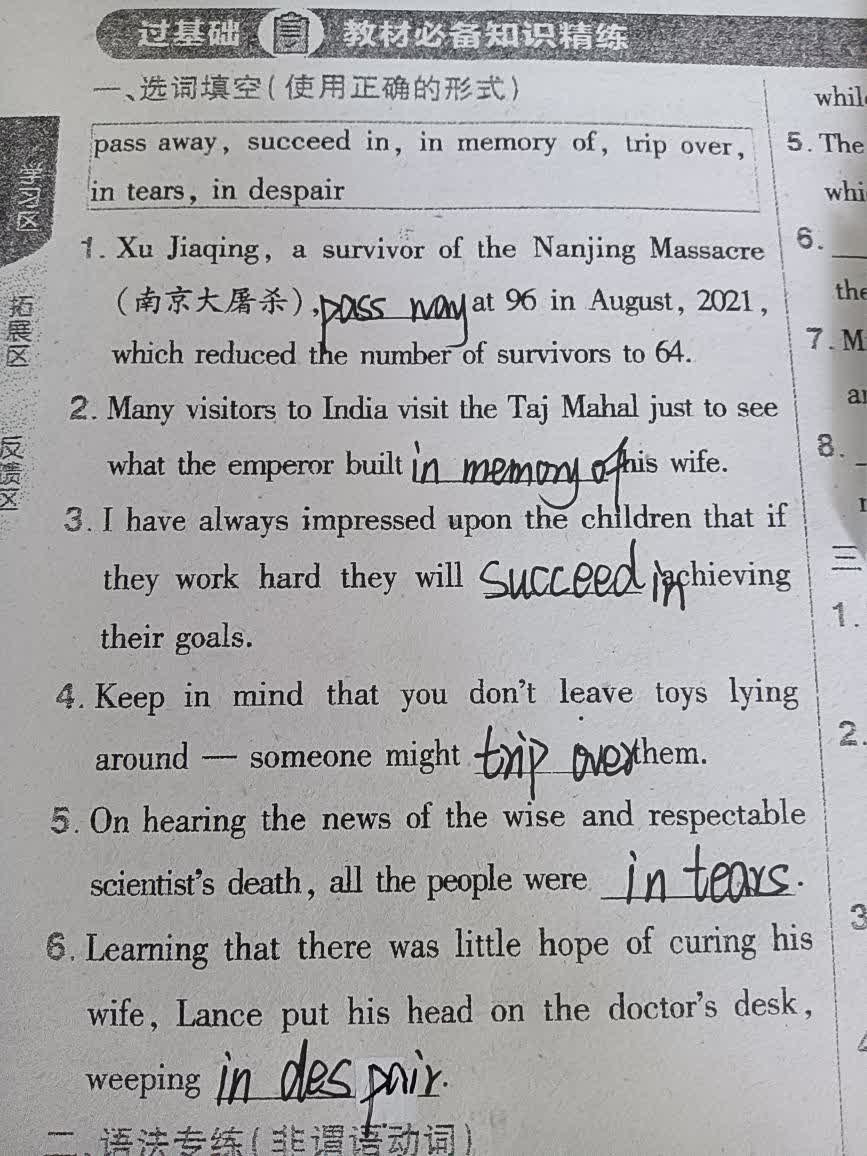 过基础 教材必备知识精练
一、选词填空(使用正确的形式)
pass away, succeed in, in memory of, trip over,
in tears, in despair
1. Xu Jiaqing, a survivor of the Nanjing Massacre
(南京大屠杀), pass way at 96 in August, 2021,
which reduced the number of survivors to 64.
2. Many visitors to India visit the Taj Mahal just to see
what the emperor built in memory of his wife.
3. I have always impressed upon the children that if
they work hard they will succeed in achieving
their goals.
4. Keep in mind that you don't leave toys lying
around — someone might trip over them.
5. On hearing the news of the wise and respectable
scientist's death, all the people were in tears.
6. Learning that there was little hope of curing his
wife, Lance put his head on the doctor's desk,
weeping in despair.
二、语法专练(非谓语动词)
学习区
拓展区
反馈区
5. The
6.
the
7. M
8.
三
1.
2.
3